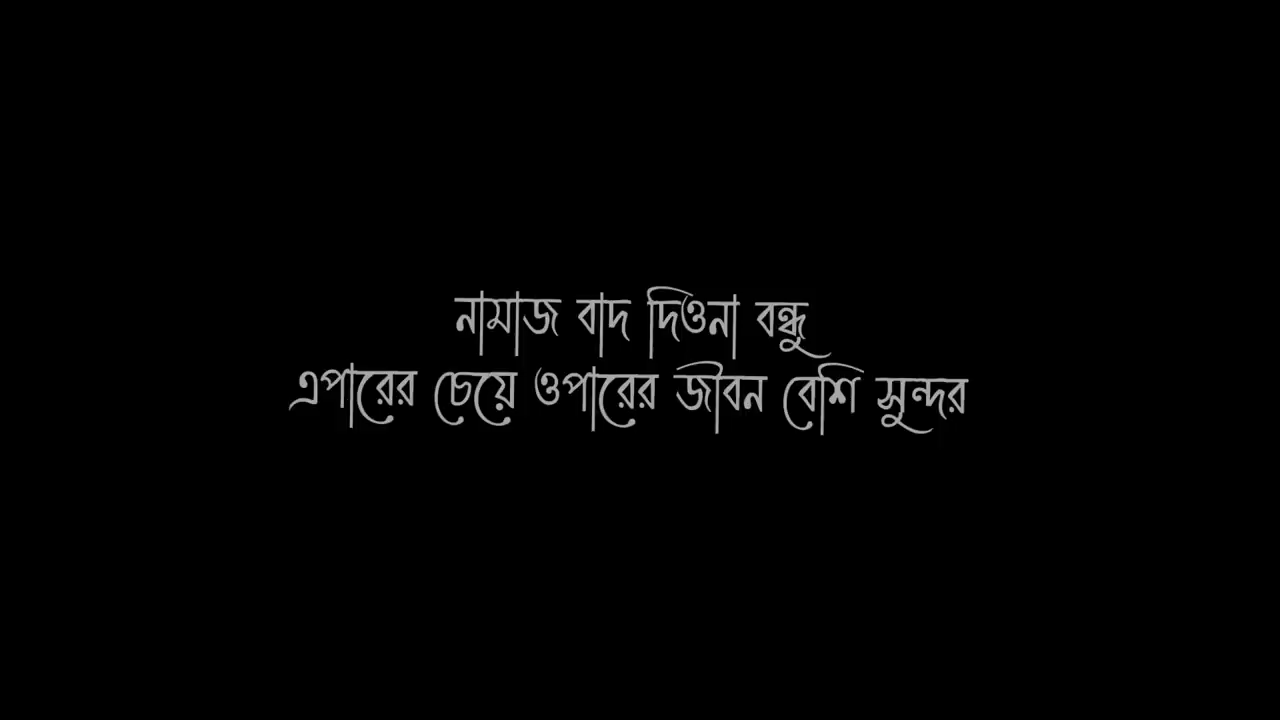 নামাজ বাদ দিওনা বন্ধু
এপারের চেয়ে ওপারের জীবন বেশি সুন্দর